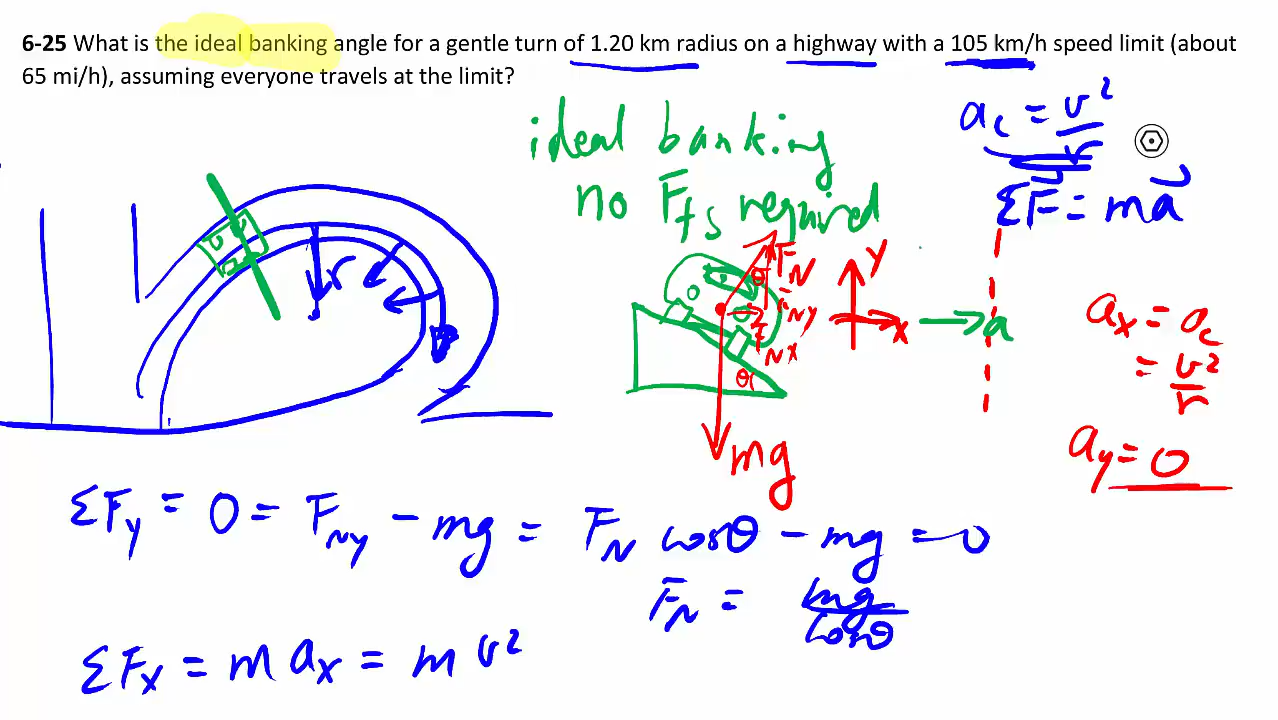 6-25 What is the ideal banking angle for a gentle turn of 1.20 km radius on a highway with a 105 km/h speed limit (about
65 mi/h), assuming everyone travels at the limit?
ideal banking
no Ffs required
ac = v²/r
ΣF = ma
r
FN
θ
FNy
FNx
θ
mg
y
x
a
ax = ac
= v²/r
ay = 0
ΣFy = 0 = FNy - mg = FN cosθ - mg = 0
FN = mg/cosθ
ΣFx = m ax = m v²